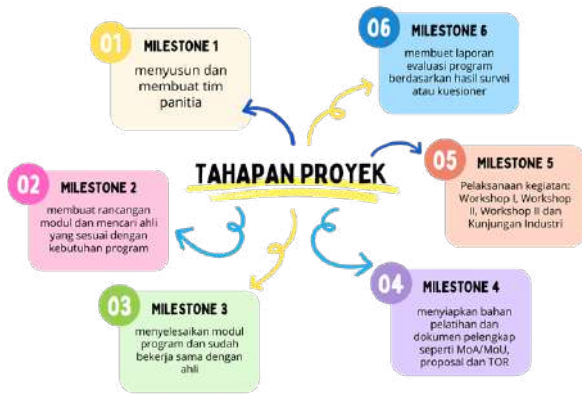 TAHAPAN PROYEK
01
MILESTONE 1
menyusun dan
membuat tim
panitia
02
MILESTONE 2
membuat rancangan
modul dan mencari ahli
yang sesuai dengan
kebutuhan program
03
MILESTONE 3
menyelesaikan modul
program dan sudah
bekerja sama dengan
ahli
04
MILESTONE 4
menyiapkan bahan
pelatihan dan
dokumen pelengkap
seperti MoA/MoU,
proposal dan TOR
05
MILESTONE 5
Pelaksanaan kegiatan:
Workshop I, Workshop
II, Workshop II dan
Kunjungan Industri
06
MILESTONE 6
membuet laporan
evaluasi program
berdasarkan hasil survei
atau kuesioner